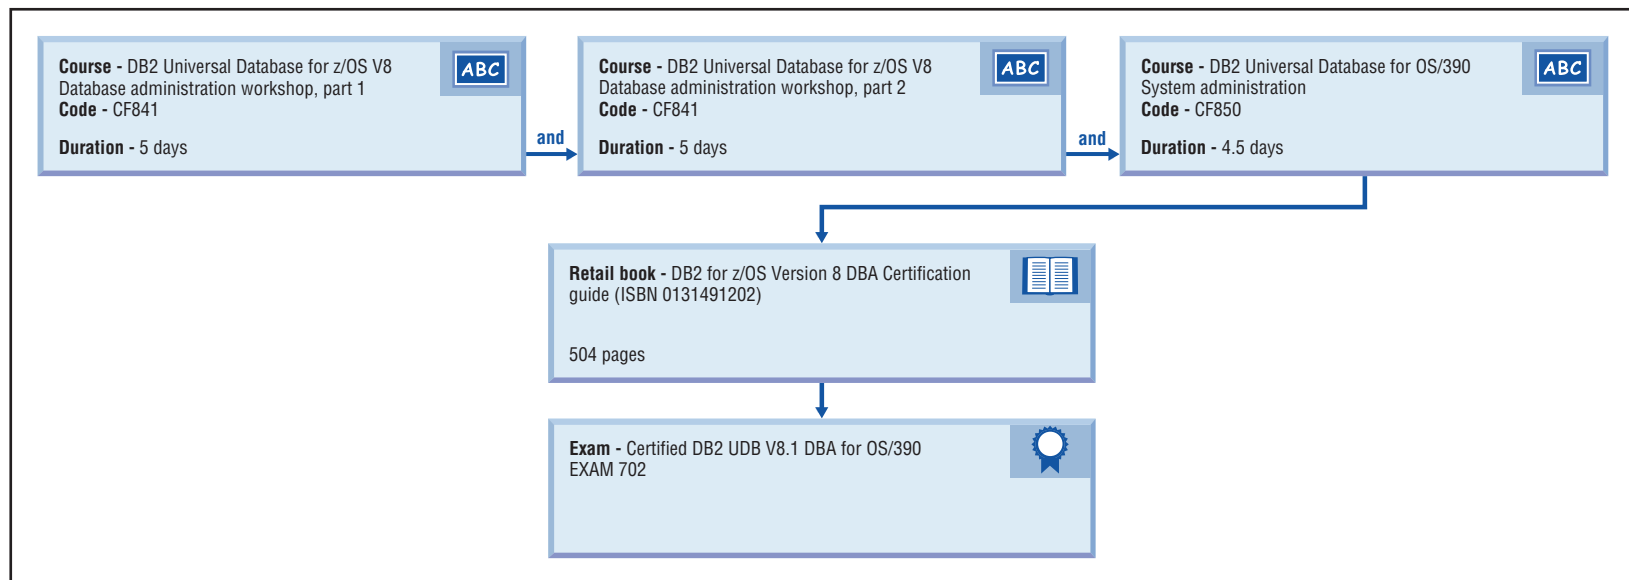 Course - DB2 Universal Database for z/OS V8
Database administration workshop, part 1
Code - CF841
Duration - 5 days
ABC
and
Course - DB2 Universal Database for z/OS V8
Database administration workshop, part 2
Code - CF841
Duration - 5 days
ABC
and
Course - DB2 Universal Database for OS/390
System administration
Code - CF850
Duration - 4.5 days
ABC
Retail book - DB2 for z/OS Version 8 DBA Certification
guide (ISBN 0131491202)
504 pages
Exam - Certified DB2 UDB V8.1 DBA for OS/390
EXAM 702